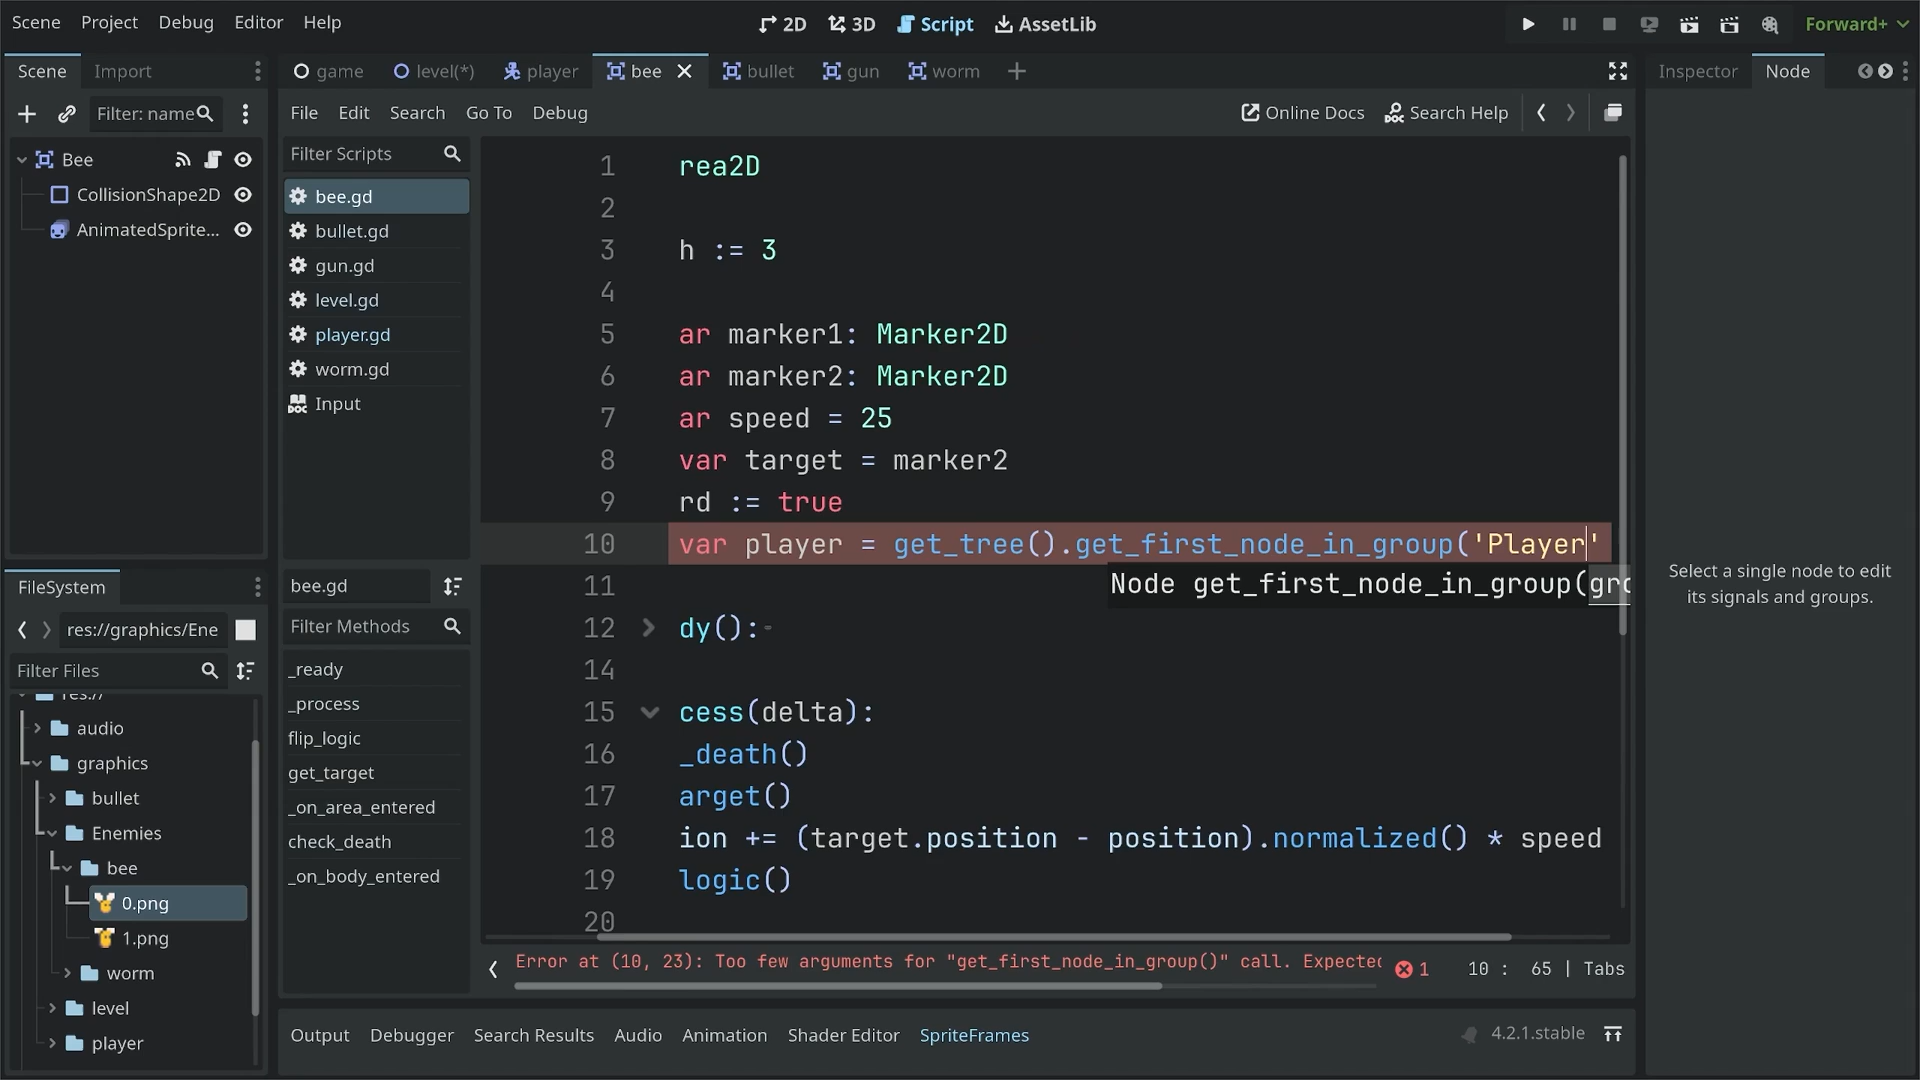 Scene Project Debug Editor Help
2D 3D Script AssetLib
Forward+
Scene Import
game level(*) player bee bullet gun worm
Inspector Node
Filter: name
File Edit Search Go To Debug
Online Docs Search Help
Bee
CollisionShape2D
AnimatedSprite...
Filter Scripts
bee.gd
bullet.gd
gun.gd
level.gd
player.gd
worm.gd
Input
1 rea2D
2
3 h := 3
4
5 ar marker1: Marker2D
6 ar marker2: Marker2D
7 ar speed = 25
8 var target = marker2
9 rd := true
10 var player = get_tree().get_first_node_in_group('Player'
11
Node get_first_node_in_group(gro
12 dy():
14
15 cess(delta):
16 _death()
17 arget()
18 ion += (target.position - position).normalized() * speed
19 logic()
20
Error at (10, 23): Too few arguments for "get_first_node_in_group()" call. Expected
1 10 : 65 | Tabs
Select a single node to edit
its signals and groups.
FileSystem
res://graphics/Ene
Filter Files
res://
audio
graphics
bullet
Enemies
bee
0.png
1.png
worm
level
player
bee.gd
Filter Methods
_ready
_process
flip_logic
get_target
_on_area_entered
check_death
_on_body_entered
Output Debugger Search Results Audio Animation Shader Editor SpriteFrames
4.2.1.stable